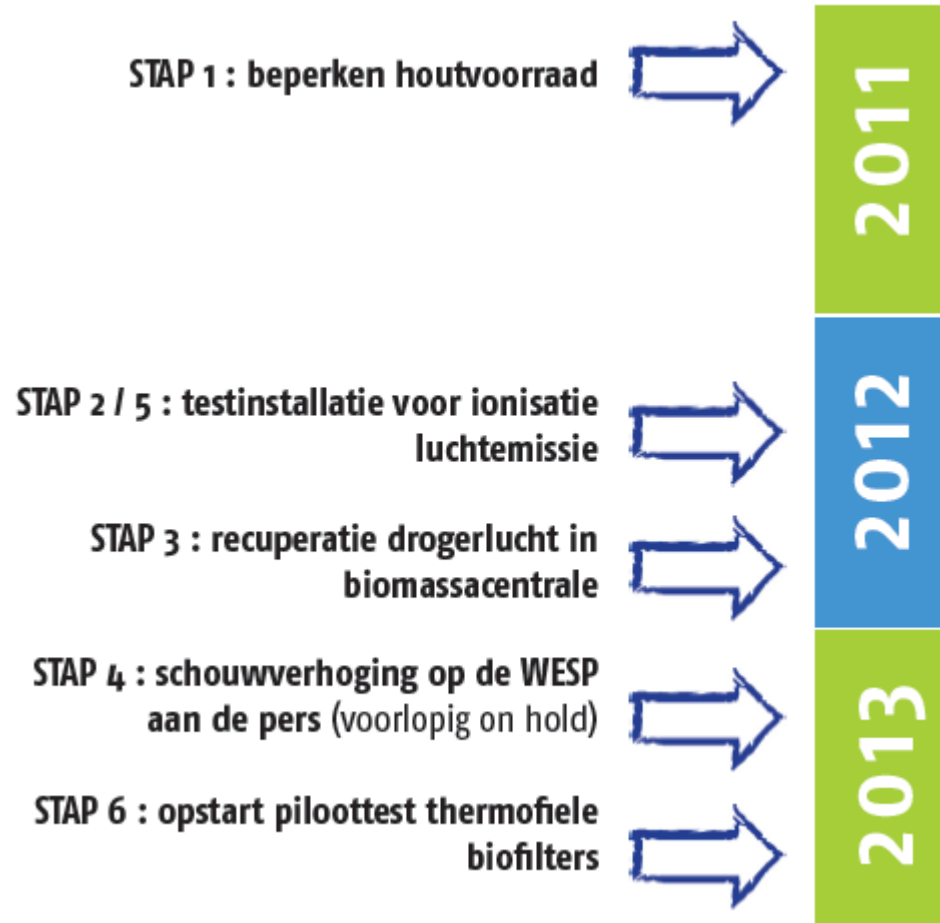 STAP 1 : beperken houtvoorraad
2011
STAP 2 / 5 : testinstallatie voor ionisatie
luchtemissie
STAP 3 : recuperatie drogerlucht in
biomassacentrale
2012
STAP 4 : schouwverhoging op de WESP
aan de pers (voorlopig on hold)
STAP 6 : opstart piloottest thermofiele
biofilters
2013